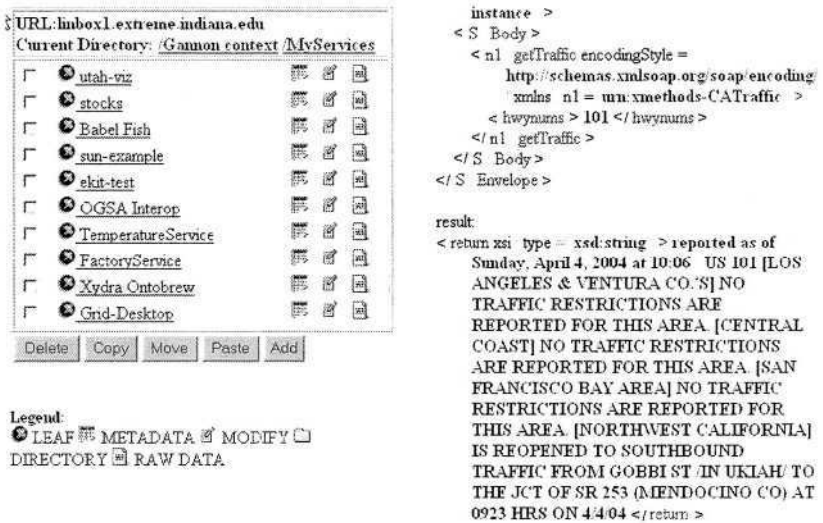 URL:linbox1.extreme.indiana.edu
Current Directory: /Gannon context /MyServices
utah-viz
stocks
Babel Fish
sun-example
ekit-test
OGSA Interop
TemperatureService
FactoryService
Xydra Ontobrew
Grid-Desktop
Delete Copy Move Paste Add
Legend:
LEAF METADATA MODIFY
DIRECTORY RAW DATA
instance >
< S Body >
< n1 getTraffic encodingStyle =
http://schemas.xmlsoap.org/soap/encoding/
xmlns n1 = urn:xmethods-CATraffic >
< hwynums > 101 </ hwynums >
</ n1 getTraffic >
</ S Body >
</ S Envelope >
result:
< return xsi type = xsd:string > reported as of
Sunday, April 4, 2004 at 10:06 US 101 [LOS
ANGELES & VENTURA CO.'S] NO
TRAFFIC RESTRICTIONS ARE
REPORTED FOR THIS AREA. [CENTRAL
COAST] NO TRAFFIC RESTRICTIONS
ARE REPORTED FOR THIS AREA. [SAN
FRANCISCO BAY AREA] NO TRAFFIC
RESTRICTIONS ARE REPORTED FOR
THIS AREA. [NORTHWEST CALIFORNIA]
IS REOPENED TO SOUTHBOUND
TRAFFIC FROM GOBBI ST /IN UKIAH/ TO
THE JCT OF SR 253 (MENDOCINO CO) AT
0923 HRS ON 4/4/04 </ return >